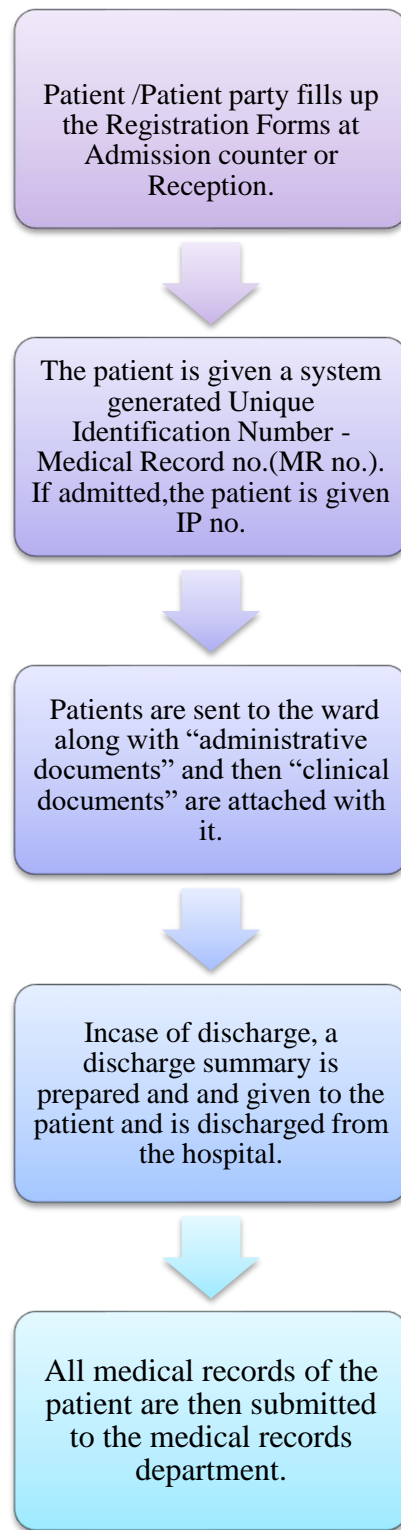 Patient /Patient party fills up
the Registration Forms at
Admission counter or
Reception.
The patient is given a system
generated Unique
Identification Number -
Medical Record no.(MR no.).
If admitted,the patient is given
IP no.
Patients are sent to the ward
along with “administrative
documents” and then “clinical
documents” are attached with
it.
Incase of discharge, a
discharge summary is
prepared and and given to the
patient and is discharged from
the hospital.
All medical records of the
patient are then submitted
to the medical records
department.